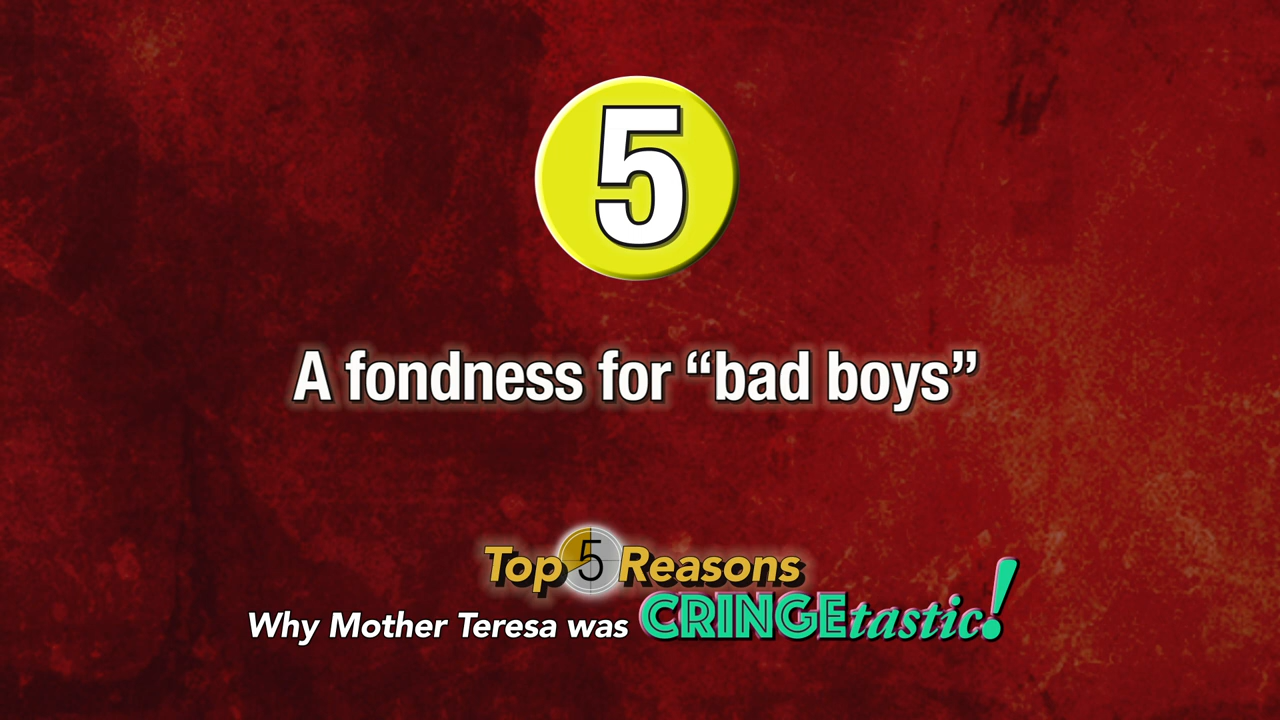 5
A fondness for “bad boys”
Top 5 Reasons
Why Mother Teresa was CRINGEtastic!